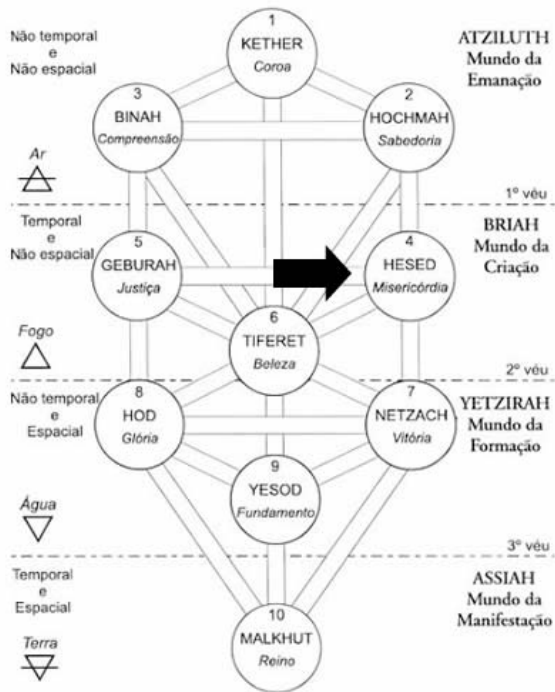 Não temporal
e
Não espacial
1
KETHER
Coroa
ATZILUTH
Mundo da
Emanação
3
BINAH
Compreensão
2
HOCHMAH
Sabedoria
Ar
1º véu
Temporal
e
Não espacial
5
GEBURAH
Justiça
4
HESED
Misericórdia
BRIAH
Mundo da
Criação
6
TIFERET
Beleza
Fogo
2º véu
Não temporal
e
Espacial
8
HOD
Glória
7
NETZACH
Vitória
YETZIRAH
Mundo da
Formação
9
YESOD
Fundamento
Água
3º véu
Temporal
e
Espacial
10
MALKHUT
Reino
ASSIAH
Mundo da
Manifestação
Terra